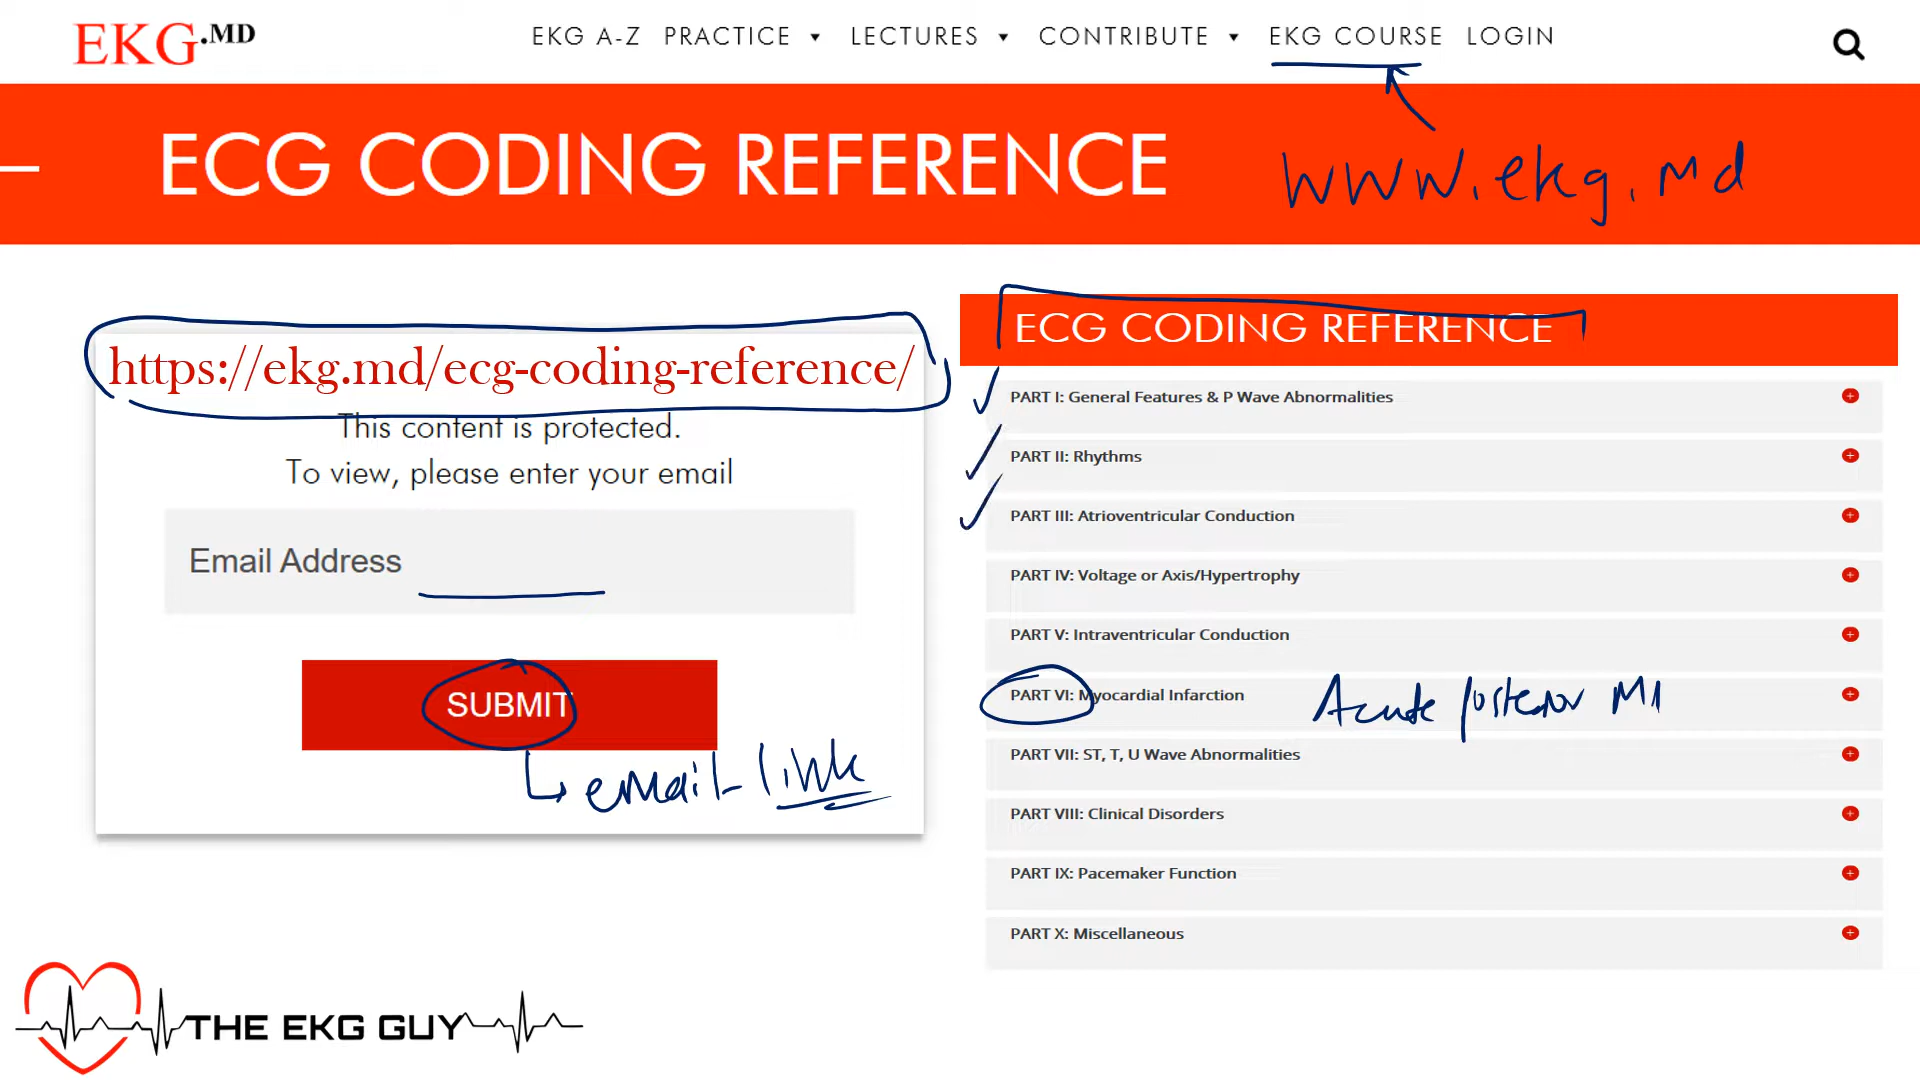 EKG.MD
EKG A-Z PRACTICE LECTURES CONTRIBUTE EKG COURSE LOGIN
ECG CODING REFERENCE
www.ekg.md
https://ekg.md/ecg-coding-reference/
This content is protected.
To view, please enter your email
Email Address
SUBMIT
email - link
ECG CODING REFERENCE
PART I: General Features & P Wave Abnormalities
PART II: Rhythms
PART III: Atrioventricular Conduction
PART IV: Voltage or Axis/Hypertrophy
PART V: Intraventricular Conduction
PART VI: Myocardial Infarction Acute posterior MI
PART VII: ST, T, U Wave Abnormalities
PART VIII: Clinical Disorders
PART IX: Pacemaker Function
PART X: Miscellaneous
THE EKG GUY